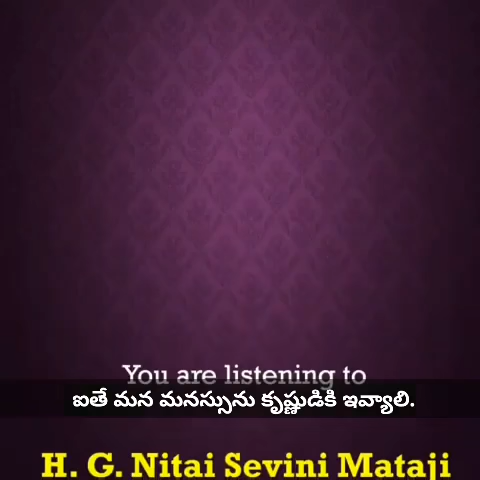 You are listening to
ఐతే మన మనస్సును కృష్ణుడికి ఇవ్వాలి.
H. G. Nitai Sevini Mataji